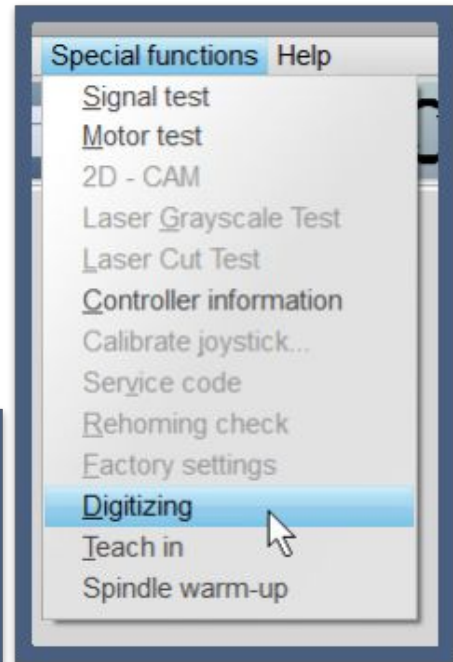 Special functions Help
Signal test
Motor test
2D - CAM
Laser Grayscale Test
Laser Cut Test
Controller information
Calibrate joystick...
Service code
Rehoming check
Factory settings
Digitizing
Teach in
Spindle warm-up